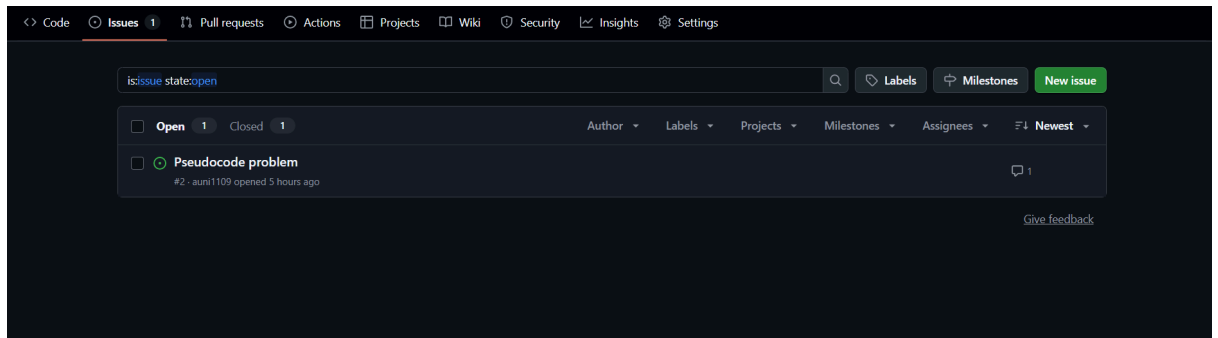 Code Issues 1 Pull requests Actions Projects Wiki Security Insights Settings
is:issue state:open Labels Milestones New issue
Open 1 Closed 1 Author Labels Projects Milestones Assignees Newest
Pseudocode problem 1
#2 · auni1109 opened 5 hours ago
Give feedback